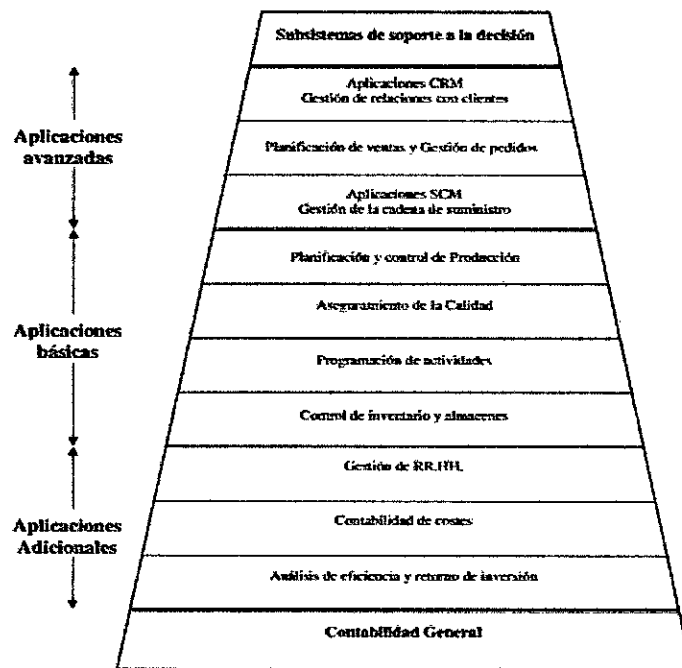 Subsistemas de soporte a la decisión
Aplicaciones CRM
Gestión de relaciones con clientes
Aplicaciones
avanzadas
Planificación de ventas y Gestión de pedidos
Aplicaciones SCM
Gestión de la cadena de suministro
Planificación y control de Producción
Aseguramiento de la Calidad
Aplicaciones
básicas
Programación de actividades
Control de inventario y almacenes
Gestión de RR.HH.
Contabilidad de costes
Aplicaciones
Adicionales
Análisis de eficiencia y retorno de inversión
Contabilidad General